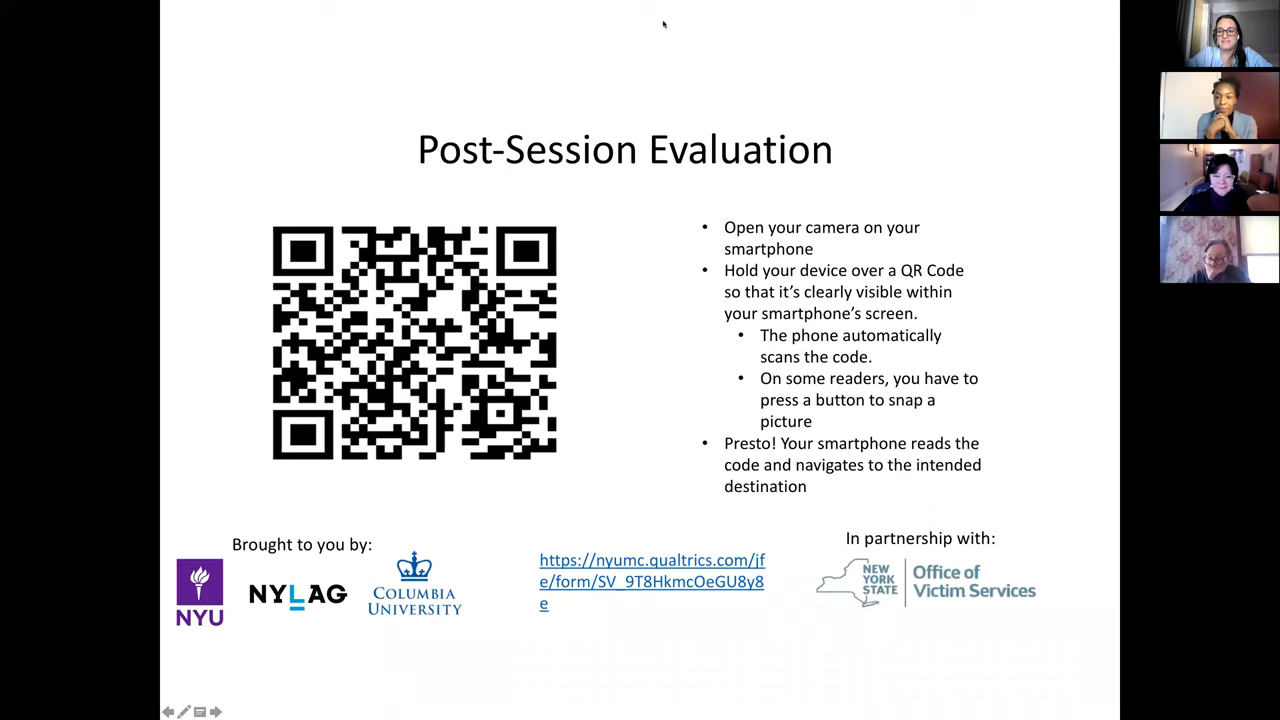 Post-Session Evaluation
• Open your camera on your
smartphone
• Hold your device over a QR Code
so that it’s clearly visible within
your smartphone’s screen.
• The phone automatically
scans the code.
• On some readers, you have to
press a button to snap a
picture
• Presto! Your smartphone reads the
code and navigates to the intended
destination
Brought to you by:
NYU
NYLAG
COLUMBIA
UNIVERSITY
https://nyumc.qualtrics.com/jf
e/form/SV_9T8HkmcOeGU8y8
e
In partnership with:
NEW
YORK
STATE
Office of
Victim Services